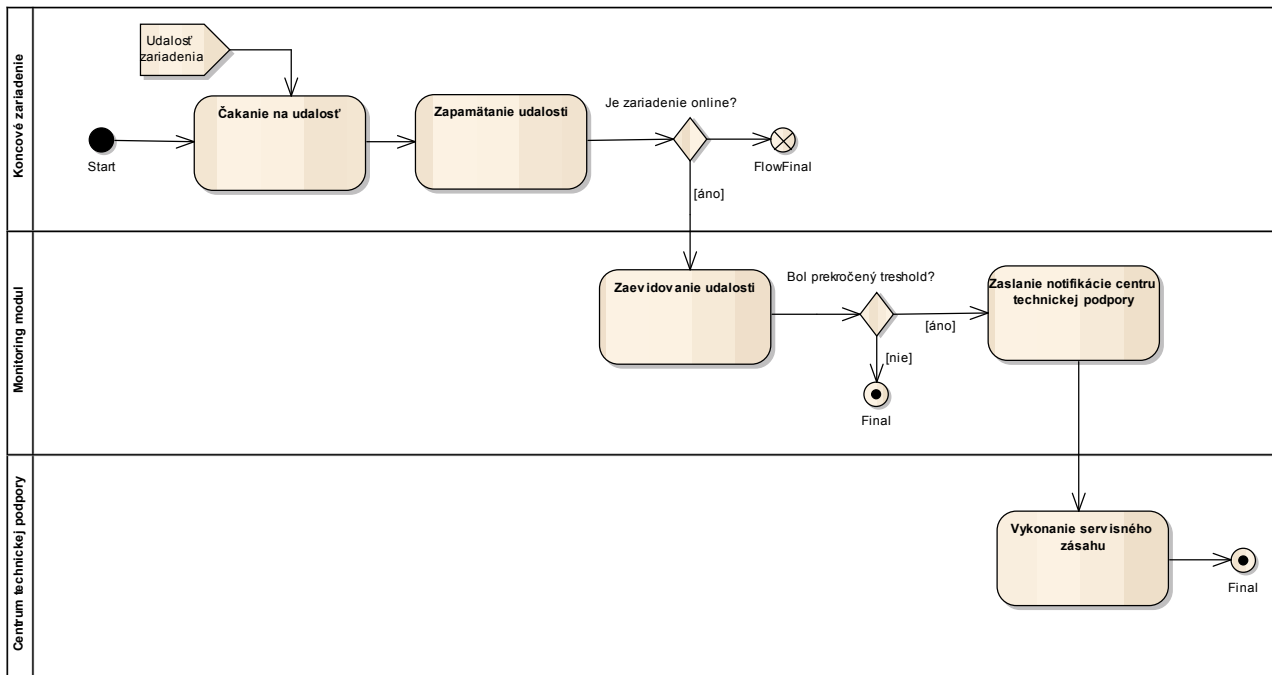 Koncové zariadenie
Udalosť
zariadenia
Čakanie na udalosť
Zapamätanie udalosti
Je zariadenie online?
Start
FlowFinal
[áno]
Monitoring modul
Zaevidovanie udalosti
Bol prekročený treshold?
Zaslanie notifikácie centru
technickej podpory
[áno]
[nie]
Final
Centrum technickej podpory
Vykonanie servisného
zásahu
Final